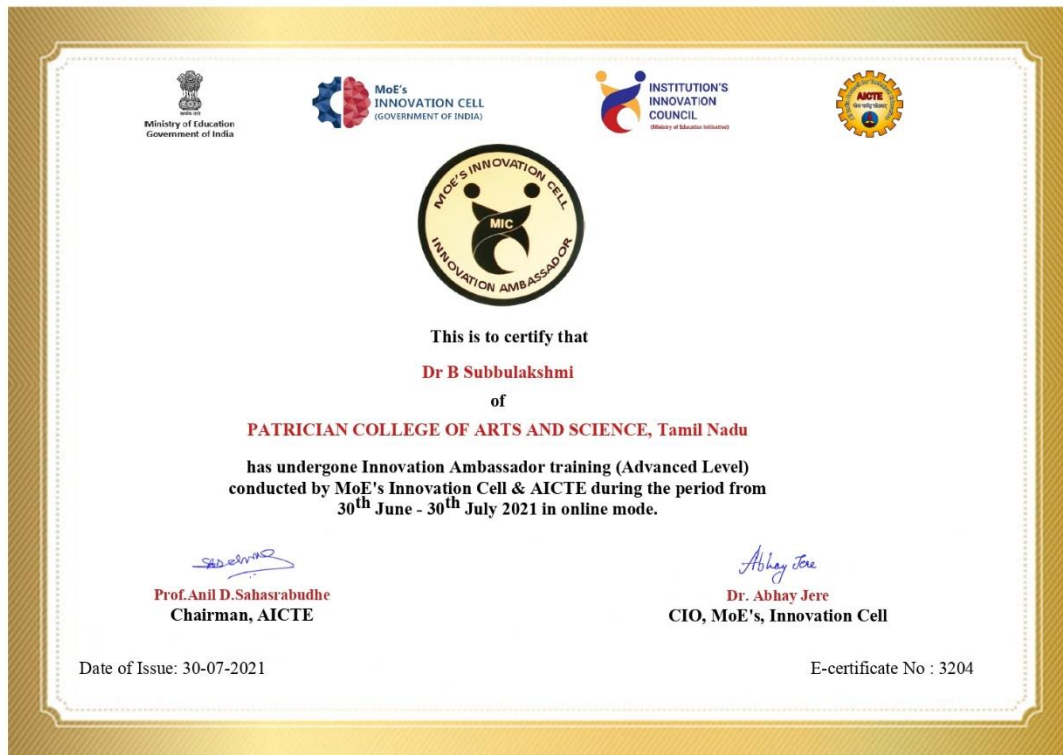 Ministry of Education
Government of India
MoE's
INNOVATION CELL
(GOVERNMENT OF INDIA)
INSTITUTION'S
INNOVATION
COUNCIL
(Ministry of Education Initiative)
AICTE
MOE'S INNOVATION CELL
MIC
INNOVATION AMBASSADOR
This is to certify that
Dr B Subbulakshmi
of
PATRICIAN COLLEGE OF ARTS AND SCIENCE, Tamil Nadu
has undergone Innovation Ambassador training (Advanced Level)
conducted by MoE's Innovation Cell & AICTE during the period from
30th June - 30th July 2021 in online mode.
Abhay Jere
Prof.Anil D.Sahasrabudhe
Chairman, AICTE
Dr. Abhay Jere
CIO, MoE's, Innovation Cell
Date of Issue: 30-07-2021
E-certificate No : 3204